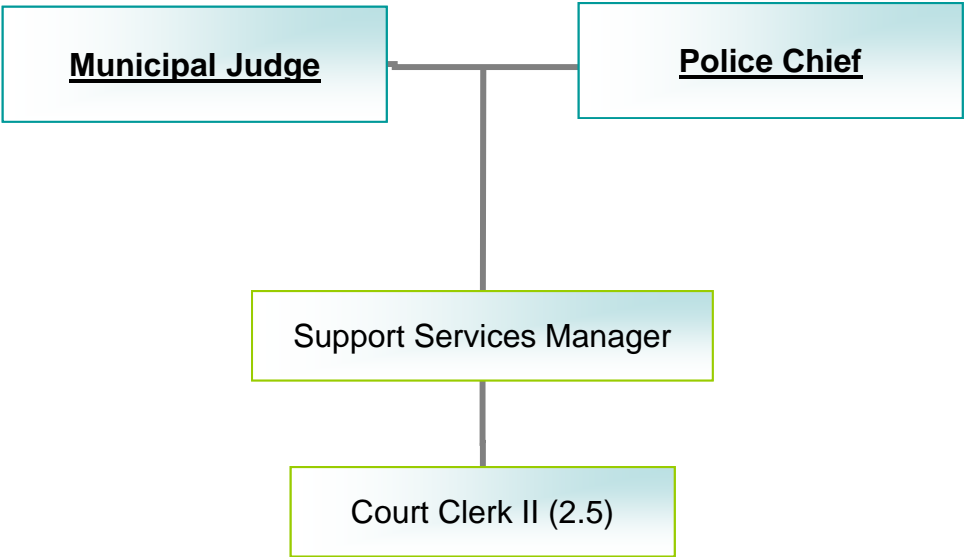 Municipal Judge
Police Chief
Support Services Manager
Court Clerk II (2.5)